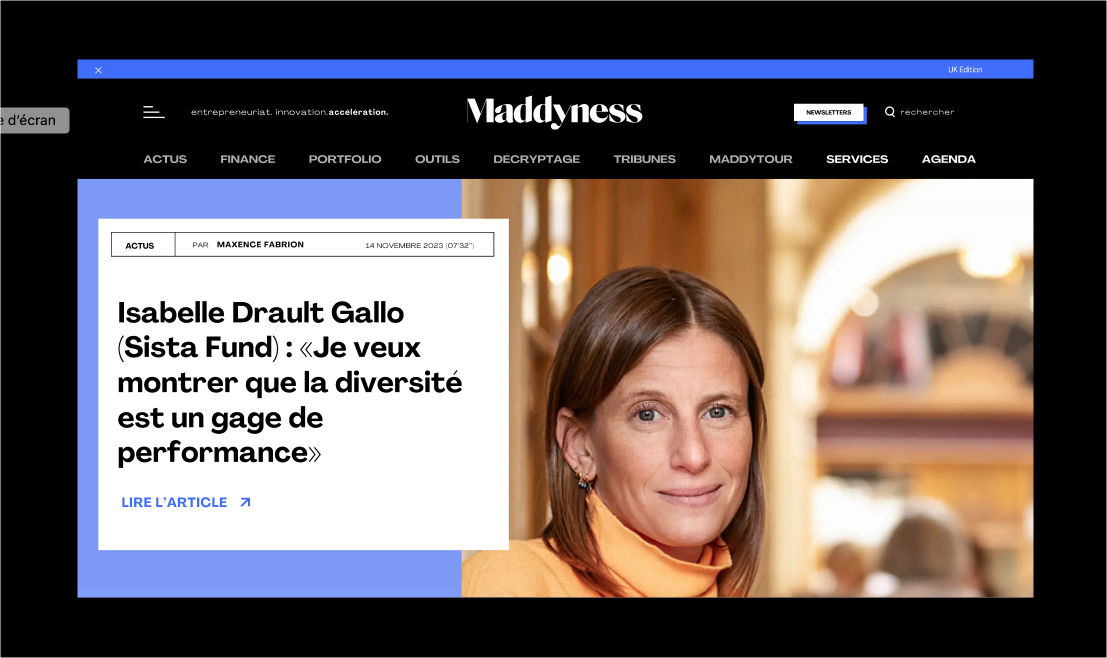 UK Edition
e d'écran
entrepreneuriat. innovation.accélération.
Maddyness
NEWSLETTERS
rechercher
ACTUS FINANCE PORTFOLIO OUTILS DÉCRYPTAGE TRIBUNES MADDYTOUR SERVICES AGENDA
ACTUS PAR MAXENCE FABRION 14 NOVEMBRE 2023 (07'32'')
Isabelle Drault Gallo
(Sista Fund) : «Je veux
montrer que la diversité
est un gage de
performance»
LIRE L'ARTICLE